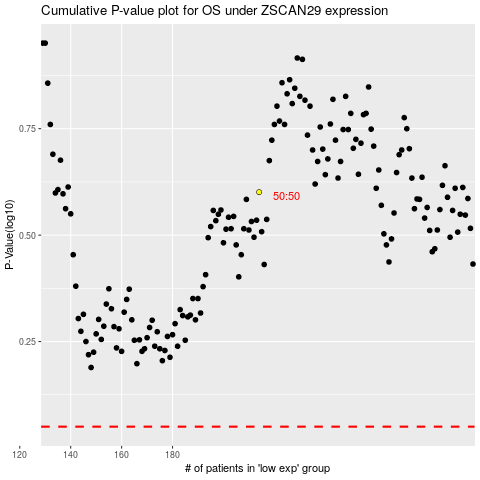 Cumulative P-value plot for OS under ZSCAN29 expression
P-Value(log10)
0.75
0.50
0.25
50:50
120 140 160 180
# of patients in 'low exp' group